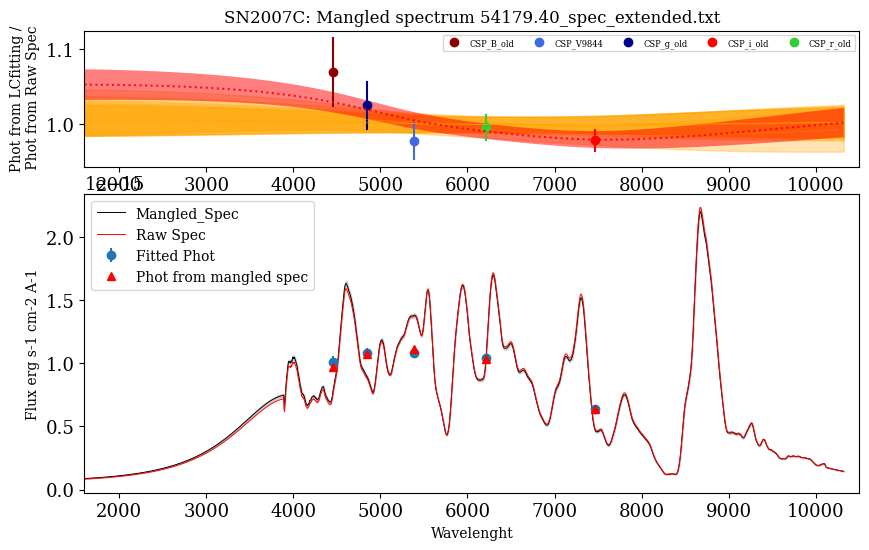 SN2007C: Mangled spectrum 54179.40_spec_extended.txt
Phot from LCfitting /
Phot from Raw Spec
1.1
1.0
CSP_B_old CSP_V9844 CSP_g_old CSP_i_old CSP_r_old
2000 3000 4000 5000 6000 7000 8000 9000 10000
Flux erg s-1 cm-2 A-1
2.0
1.5
1.0
0.5
0.0
Mangled_Spec
Raw Spec
Fitted Phot
Phot from mangled spec
2000 3000 4000 5000 6000 7000 8000 9000 10000
Wavelenght